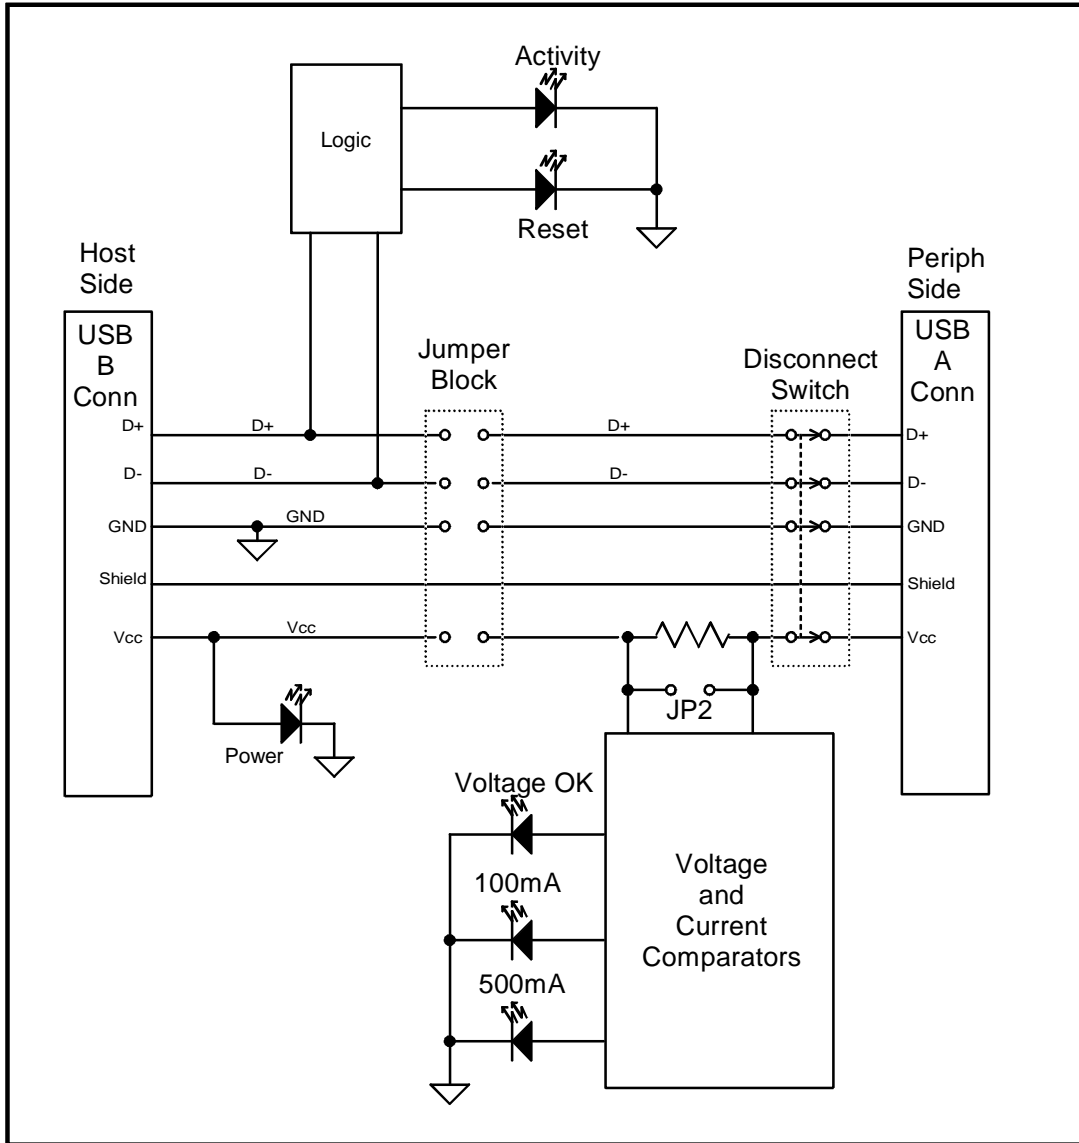 Activity
Logic
Reset
Host
Side
Periph
Side
USB
B
Conn
Jumper
Block
Disconnect
Switch
USB
A
Conn
D+
D+
D+
D+
D-
D-
D-
D-
GND
GND
GND
Shield
Shield
Vcc
Vcc
Vcc
JP2
Power
Voltage OK
100mA
500mA
Voltage
and
Current
Comparators